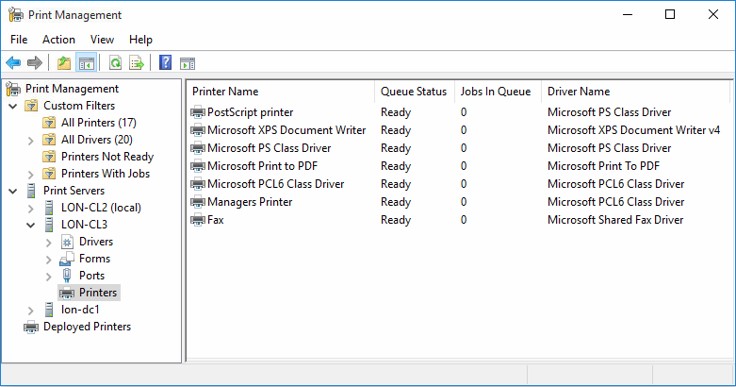 Print Management
File Action View Help
Print Management
Custom Filters
All Printers (17)
All Drivers (20)
Printers Not Ready
Printers With Jobs
Print Servers
LON-CL2 (local)
LON-CL3
Drivers
Forms
Ports
Printers
lon-dc1
Deployed Printers
Printer Name Queue Status Jobs In Queue Driver Name
PostScript printer Ready 0 Microsoft PS Class Driver
Microsoft XPS Document Writer Ready 0 Microsoft XPS Document Writer v4
Microsoft PS Class Driver Ready 0 Microsoft PS Class Driver
Microsoft Print to PDF Ready 0 Microsoft Print To PDF
Microsoft PCL6 Class Driver Ready 0 Microsoft PCL6 Class Driver
Managers Printer Ready 0 Microsoft PCL6 Class Driver
Fax Ready 0 Microsoft Shared Fax Driver